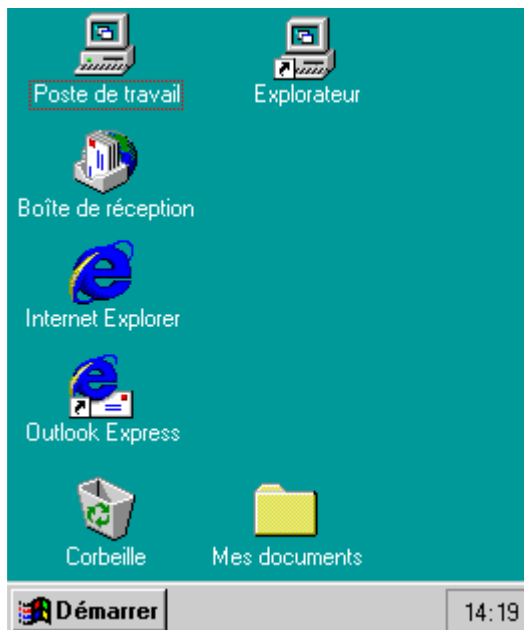 Poste de travail
Explorateur
Boîte de réception
Internet Explorer
Outlook Express
Corbeille
Mes documents
Démarrer
14:19